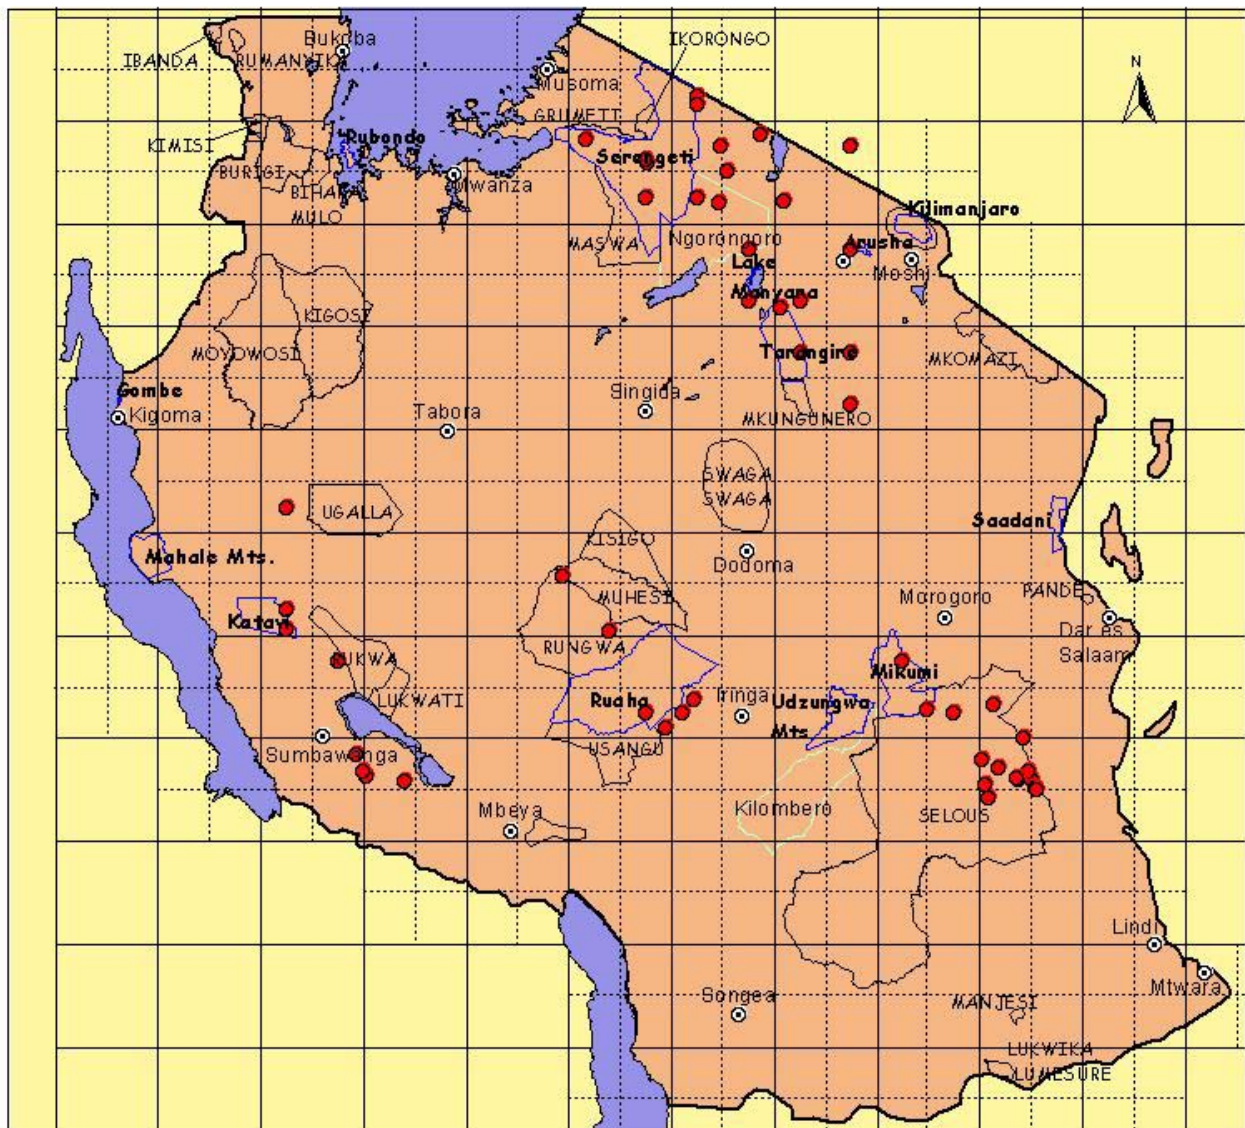 IKORONGO
Bukoba
IBANDA
RUMANYIKA
N
Musoma
GRUMETI
KIMISI
Rubondo
Serengeti
BURIGI
BIHARA
MULO
Mwanza
Kilimanjaro
MASWA
Ngorongoro
Arusha
Moshi
Lake
Manyara
KIGOSI
MOYOWOSI
Tarangire
MKOMAZI
Gombe
Kigoma
Tabora
Singida
MKUNGUNERO
SWAGA
SWAGA
UGALLA
Saadani
KISIGO
Mahale Mts.
Dodoma
MUHESI
Morogoro
PANDE
Katavi
Dar es
Salaam
RUNGWA
RUKWA
Mikumi
LUKWATI
Ruaha
Iringa
Udzungwa
Mts.
Sumbawanga
USANGU
Mbeya
Kilombero
SELOUS
Lindi
Mtwara
Songea
MANJESI
LUKWIKA
LUMESURE